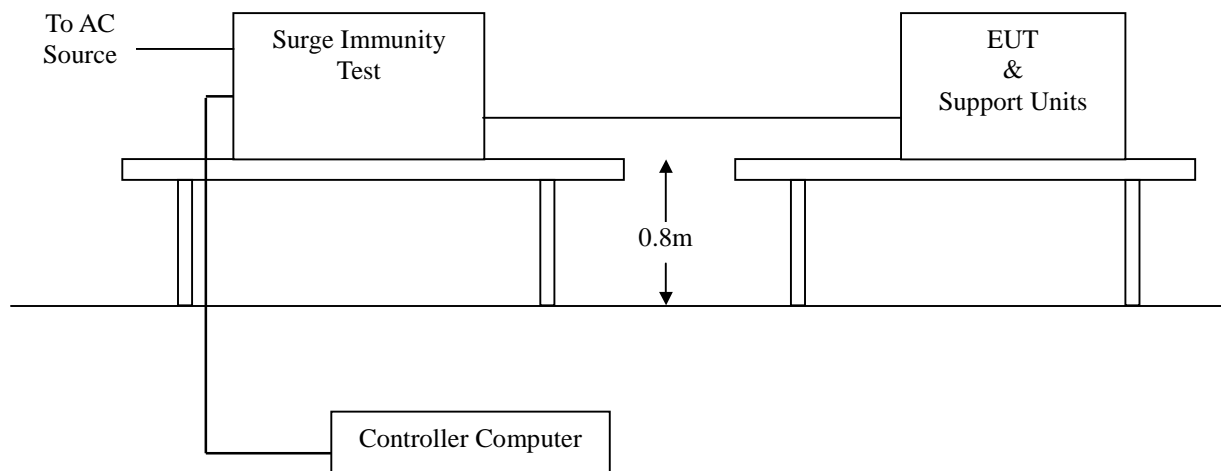 To AC
Source
Surge Immunity
Test
EUT
&
Support Units
0.8m
Controller Computer